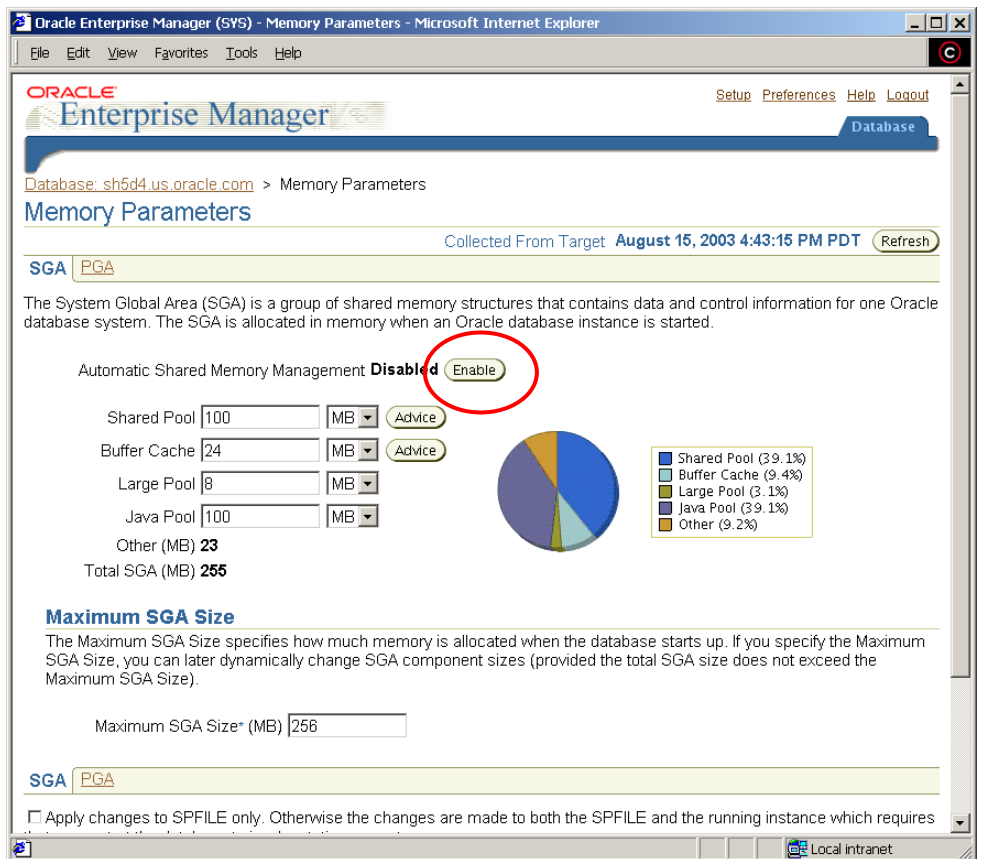 Oracle Enterprise Manager (SYS) - Memory Parameters - Microsoft Internet Explorer
File Edit View Favorites Tools Help
ORACLE
Enterprise Manager
Setup Preferences Help Logout
Database
Database: sh5d4.us.oracle.com > Memory Parameters
Memory Parameters
Collected From Target August 15, 2003 4:43:15 PM PDT Refresh
SGA PGA
The System Global Area (SGA) is a group of shared memory structures that contains data and control information for one Oracle
database system. The SGA is allocated in memory when an Oracle database instance is started.
Automatic Shared Memory Management Disabled Enable
Shared Pool 100 MB Advice
Buffer Cache 24 MB Advice
Large Pool 8 MB
Java Pool 100 MB
Other (MB) 23
Total SGA (MB) 255
Shared Pool (39.1%)
Buffer Cache (9.4%)
Large Pool (3.1%)
Java Pool (39.1%)
Other (9.2%)
Maximum SGA Size
The Maximum SGA Size specifies how much memory is allocated when the database starts up. If you specify the Maximum
SGA Size, you can later dynamically change SGA component sizes (provided the total SGA size does not exceed the
Maximum SGA Size).
Maximum SGA Size* (MB) 256
SGA PGA
Apply changes to SPFILE only. Otherwise the changes are made to both the SPFILE and the running instance which requires
Local intranet